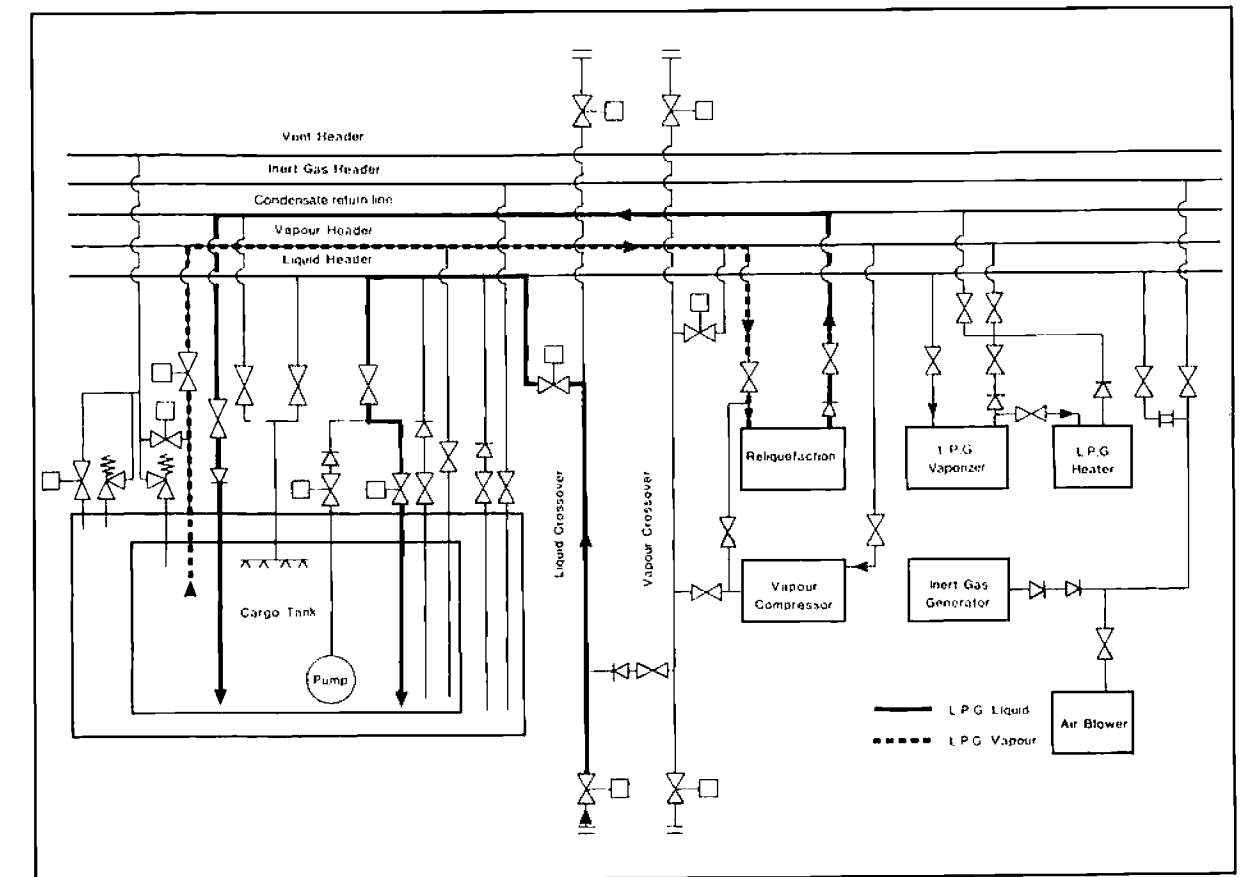 Vent Header
Inert Gas Header
Condensate return line
Vapour Header
Liquid Header
Reliquefaction
L.P.G.
Vaporizer
L.P.G.
Heater
Liquid Crossover
Vapour Crossover
Vapour
Compressor
Inert Gas
Generator
Cargo Tank
Pump
Air Blower
L.P.G. Liquid
L.P.G. Vapour